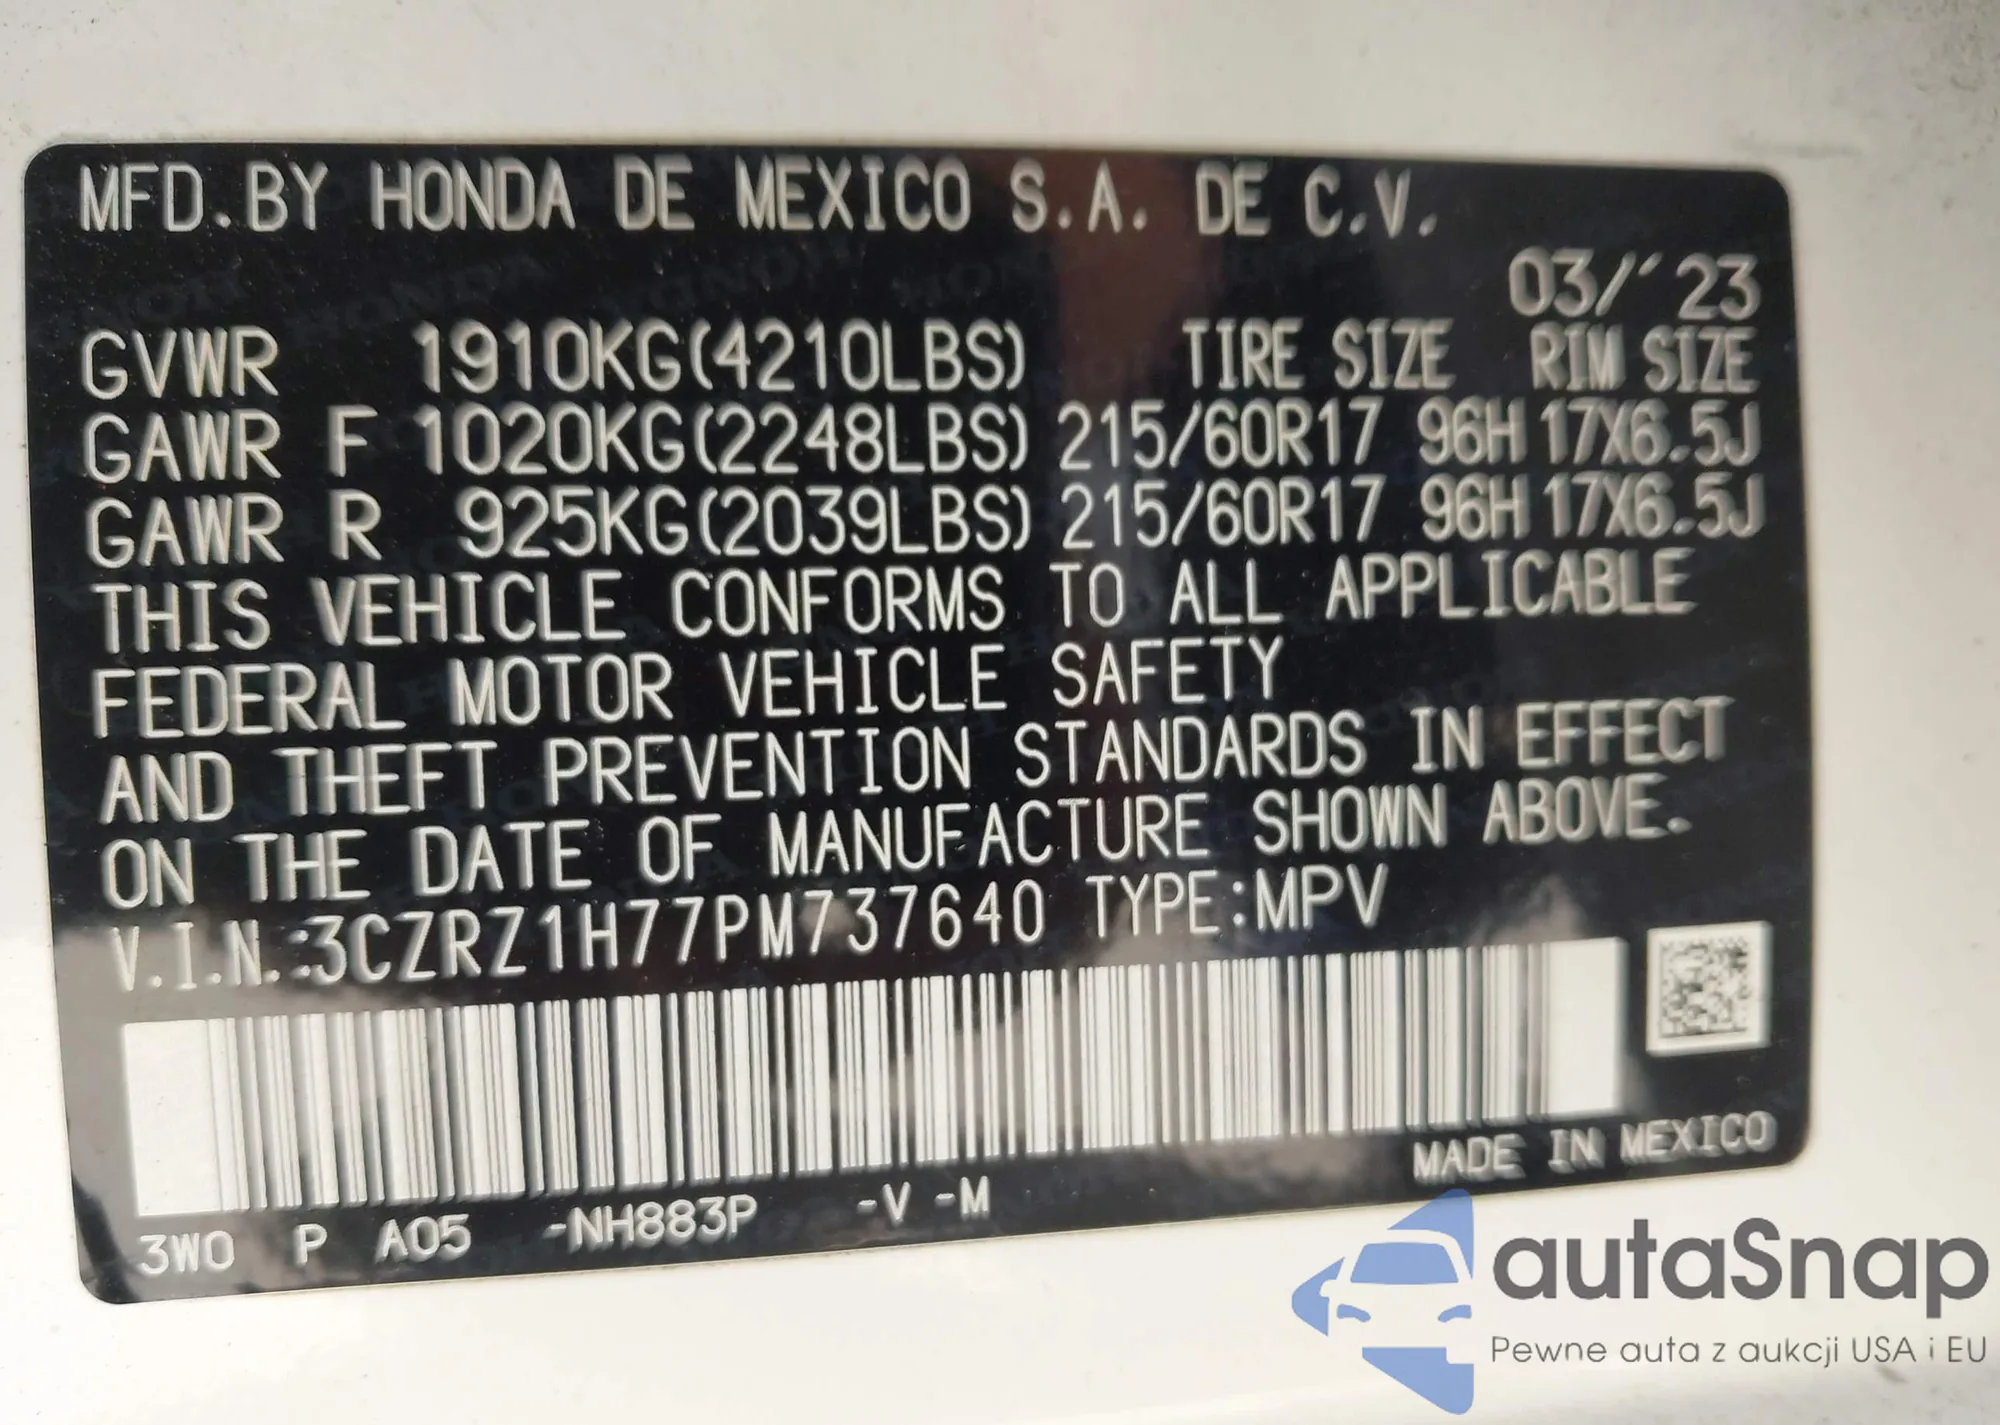 MFD.BY HONDA DE MEXICO S.A. DE C.V.
03/'23
GVWR 1910KG(4210LBS) TIRE SIZE RIM SIZE
GAWR F 1020KG(2248LBS) 215/60R17 96H 17X6.5J
GAWR R 925KG(2039LBS) 215/60R17 96H 17X6.5J
THIS VEHICLE CONFORMS TO ALL APPLICABLE
FEDERAL MOTOR VEHICLE SAFETY
AND THEFT PREVENTION STANDARDS IN EFFECT
ON THE DATE OF MANUFACTURE SHOWN ABOVE.
V.I.N.:3CZRZ1H77PM737640 TYPE:MPV
MADE IN MEXICO
3W0 P A05 -NH883P -V -M
autaSnap
Pewne auta z aukcji USA i EU